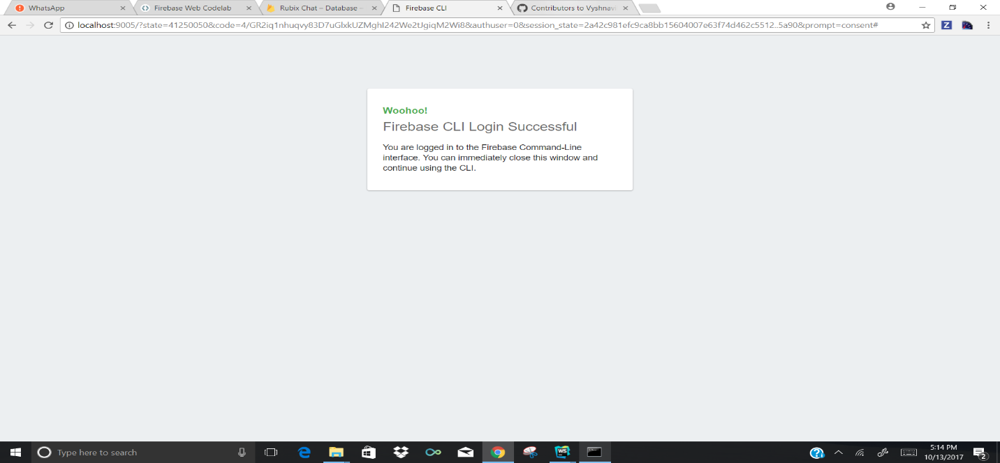 WhatsApp
Firebase Web Codelab
Rubix Chat – Database –
Firebase CLI
Contributors to Vyshnavi
localhost:9005/?state=41250050&code=4/GR2iq1nhuqvy83D7uGlxkUZMghI242We2tJgiqM2Wi8&authuser=0&session_state=2a42c981efc9ca8bb15604007e63f74d462c5512..5a90&prompt=consent#
Z
Woohoo!
Firebase CLI Login Successful
You are logged in to the Firebase Command-Line
interface. You can immediately close this window and
continue using the CLI.
Type here to search
WS
5:14 PM
10/13/2017
2